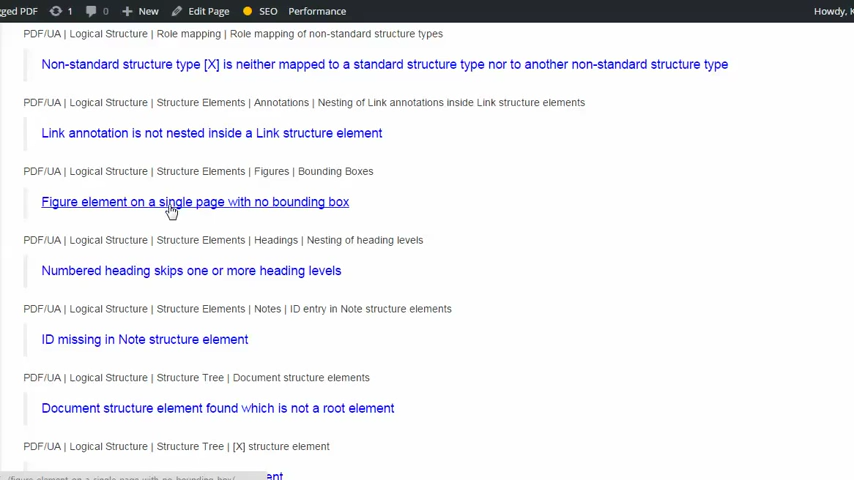 gged PDF 1 0 New Edit Page SEO Performance Howdy, K
PDF/UA | Logical Structure | Role mapping | Role mapping of non-standard structure types
Non-standard structure type [X] is neither mapped to a standard structure type nor to another non-standard structure type
PDF/UA | Logical Structure | Structure Elements | Annotations | Nesting of Link annotations inside Link structure elements
Link annotation is not nested inside a Link structure element
PDF/UA | Logical Structure | Structure Elements | Figures | Bounding Boxes
Figure element on a single page with no bounding box
PDF/UA | Logical Structure | Structure Elements | Headings | Nesting of heading levels
Numbered heading skips one or more heading levels
PDF/UA | Logical Structure | Structure Elements | Notes | ID entry in Note structure elements
ID missing in Note structure element
PDF/UA | Logical Structure | Structure Tree | Document structure elements
Document structure element found which is not a root element
PDF/UA | Logical Structure | Structure Tree | [X] structure element